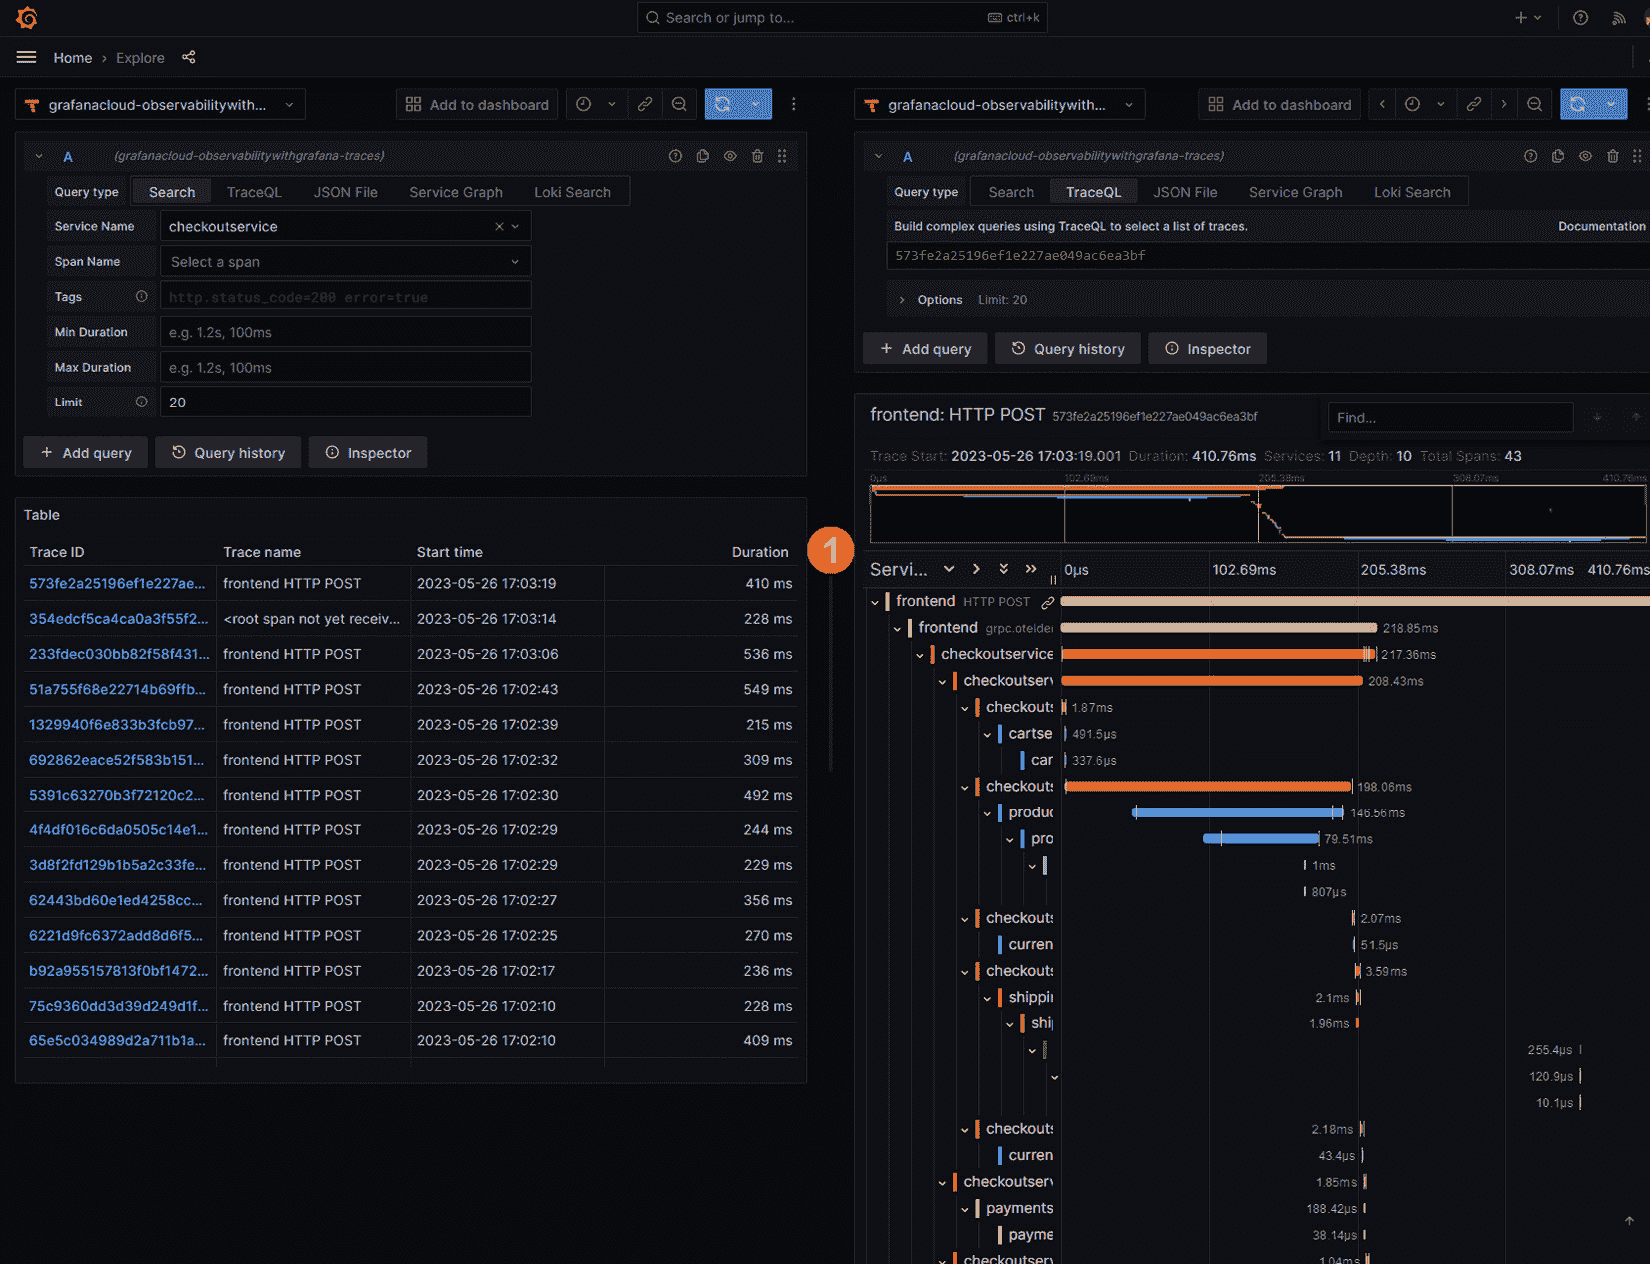 Search or jump to... ctrl+k
Home › Explore
grafanacloud-observabilitywith... Add to dashboard
A (grafanacloud-observabilitywithgrafana-traces)
Query type Search TraceQL JSON File Service Graph Loki Search
Service Name checkoutservice
Span Name Select a span
Tags http.status_code=200 error=true
Min Duration e.g. 1.2s, 100ms
Max Duration e.g. 1.2s, 100ms
Limit 20
+ Add query Query history Inspector
Table
Trace ID Trace name Start time Duration
573fe2a25196ef1e227ae... frontend HTTP POST 2023-05-26 17:03:19 410 ms
354edcf5ca4ca0a3f55f2... <root span not yet receiv... 2023-05-26 17:03:14 228 ms
233fdec030bb82f58f431... frontend HTTP POST 2023-05-26 17:03:06 536 ms
51a755f68e22714b69ffb... frontend HTTP POST 2023-05-26 17:02:43 549 ms
1329940f6e833b3fcb97... frontend HTTP POST 2023-05-26 17:02:39 215 ms
692862eace52f583b151... frontend HTTP POST 2023-05-26 17:02:32 309 ms
5391c63270b3f72120c2... frontend HTTP POST 2023-05-26 17:02:30 492 ms
4f4df016c6da0505c14e1... frontend HTTP POST 2023-05-26 17:02:29 244 ms
3d8f2fd129b1b5a2c33fe... frontend HTTP POST 2023-05-26 17:02:29 229 ms
62443bd60e1ed4258cc... frontend HTTP POST 2023-05-26 17:02:27 356 ms
6221d9fc6372add8d6f5... frontend HTTP POST 2023-05-26 17:02:25 270 ms
b92a955157813f0bf1472... frontend HTTP POST 2023-05-26 17:02:17 236 ms
75c9360dd3d39d249d1f... frontend HTTP POST 2023-05-26 17:02:10 228 ms
65e5c034989d2a711b1a... frontend HTTP POST 2023-05-26 17:02:10 409 ms
1
grafanacloud-observabilitywith... Add to dashboard
A (grafanacloud-observabilitywithgrafana-traces)
Query type Search TraceQL JSON File Service Graph Loki Search
Build complex queries using TraceQL to select a list of traces. Documentation
573fe2a25196ef1e227ae049ac6ea3bf
Options Limit: 20
+ Add query Query history Inspector
frontend: HTTP POST 573fe2a25196ef1e227ae049ac6ea3bf Find...
Trace Start: 2023-05-26 17:03:19.001 Duration: 410.76ms Services: 11 Depth: 10 Total Spans: 43
0µs 102.69ms 205.38ms 308.07ms 410.76ms
Servi... 0µs 102.69ms 205.38ms 308.07ms 410.76ms
frontend HTTP POST
frontend grpc.otelder 218.85ms
checkoutservice 217.36ms
checkoutserv 208.43ms
checkouts 1.87ms
cartse 491.5µs
car 337.6µs
checkouts 198.06ms
produc 146.56ms
pro 79.51ms
1ms
807µs
checkouts 2.07ms
curren 51.5µs
checkouts 3.59ms
shippin 2.1ms
ship 1.96ms
255.4µs
120.9µs
10.1µs
checkouts 2.18ms
curren 43.4µs
checkoutserv 1.85ms
payments 188.42µs
payme 38.14µs
checkoutserv 1.04ms